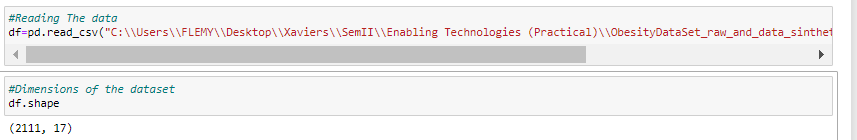 #Reading The data
df=pd.read_csv("C:\\Users\\FLEMY\\Desktop\\Xaviers\\SemII\\Enabling Technologies (Practical)\\ObesityDataSet_raw_and_data_sinthet
#Dimensions of the dataset
df.shape
(2111, 17)